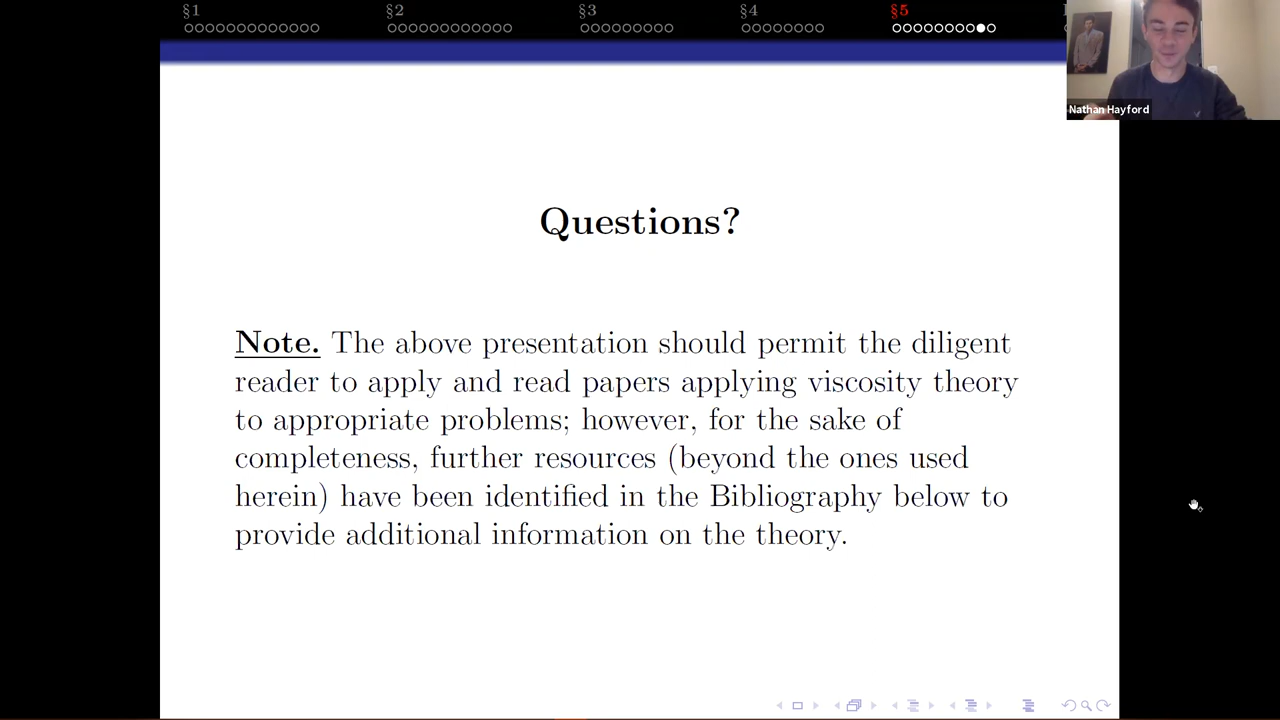 §1 §2 §3 §4 §5
Nathan Hayford
Questions?
Note. The above presentation should permit the diligent
reader to apply and read papers applying viscosity theory
to appropriate problems; however, for the sake of
completeness, further resources (beyond the ones used
herein) have been identified in the Bibliography below to
provide additional information on the theory.